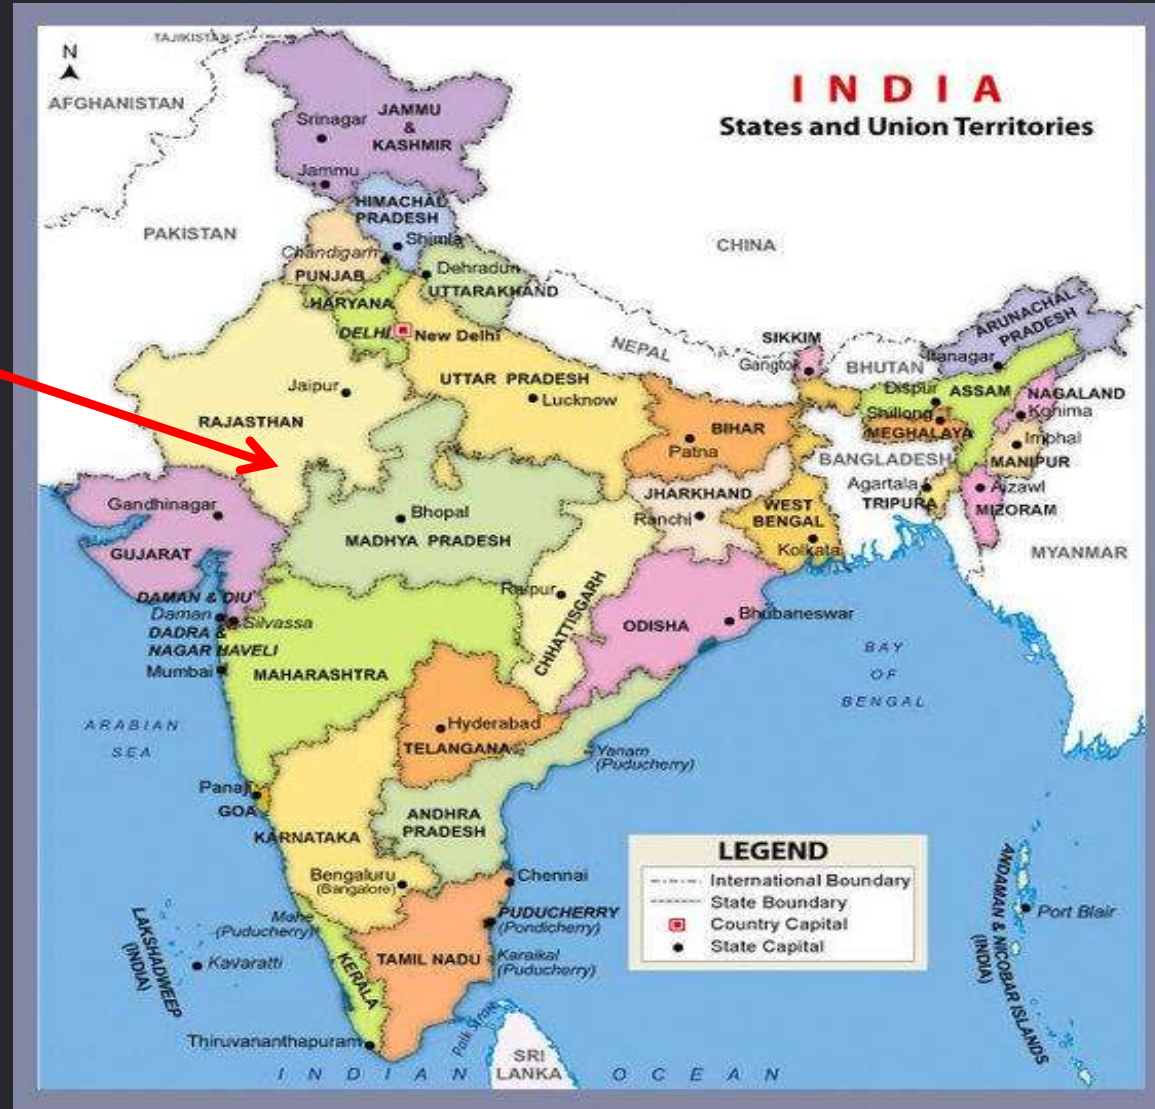 INDIA
States and Union Territories
N
TAJIKISTAN
AFGHANISTAN
PAKISTAN
CHINA
NEPAL
BHUTAN
BANGLADESH
MYANMAR
SRI
LANKA
JAMMU
&
KASHMIR
Srinagar
Jammu
HIMACHAL
PRADESH
Shimla
Chandigarh
PUNJAB
Dehradun
UTTARAKHAND
HARYANA
DELHI
New Delhi
Jaipur
RAJASTHAN
UTTAR PRADESH
Lucknow
SIKKIM
Gangtok
ARUNACHAL
PRADESH
Itanagar
Dispur
ASSAM
NAGALAND
Kohima
Shillong
MEGHALAYA
Imphal
MANIPUR
Agartala
TRIPURA
Aizawl
MIZORAM
BIHAR
Patna
JHARKHAND
Ranchi
WEST
BENGAL
Kolkata
Gandhinagar
GUJARAT
Bhopal
MADHYA PRADESH
Raipur
CHHATTISGARH
ODISHA
Bhubaneswar
DAMAN & DIU
Daman
Silvassa
DADRA &
NAGAR HAVELI
Mumbai
MAHARASHTRA
Hyderabad
TELANGANA
Yanam
(Puducherry)
Panaji
GOA
KARNATAKA
ANDHRA
PRADESH
Bengaluru
(Bangalore)
Chennai
Mahe
(Puducherry)
PUDUCHERRY
(Pondicherry)
Karaikal
(Puducherry)
TAMIL NADU
KERALA
Thiruvananthapuram
LAKSHADWEEP
(INDIA)
Kavaratti
ANDAMAN & NICOBAR ISLANDS
(INDIA)
Port Blair
ARABIAN
SEA
BAY
OF
BENGAL
Palk Strait
INDIAN OCEAN
LEGEND
International Boundary
State Boundary
Country Capital
State Capital